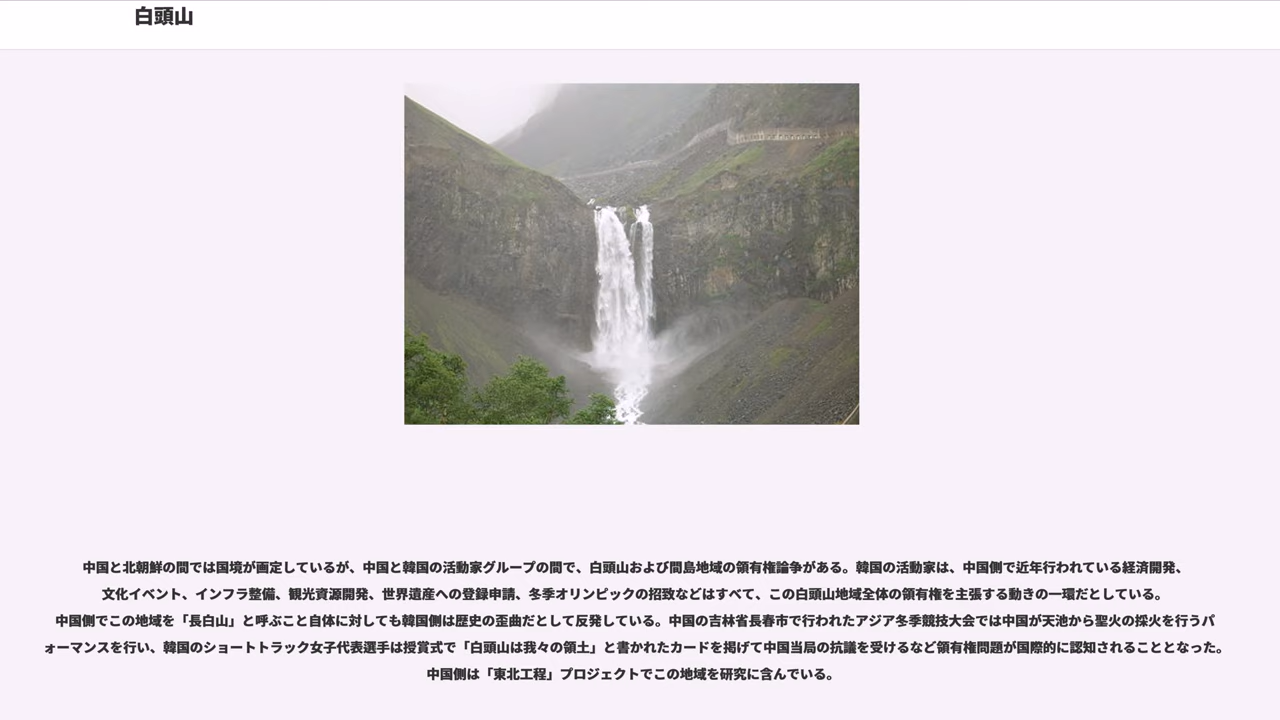 白頭山
中国と北朝鮮の間では国境が画定しているが、中国と韓国の活動家グループの間で、白頭山および間島地域の領有権論争がある。韓国の活動家は、中国側で近年行われている経済開発、
文化イベント、インフラ整備、観光資源開発、世界遺産への登録申請、冬季オリンピックの招致などはすべて、この白頭山地域全体の領有権を主張する動きの一環だとしている。
中国側でこの地域を「長白山」と呼ぶこと自体に対しても韓国側は歴史の歪曲だとして反発している。中国の吉林省長春市で行われたアジア冬季競技大会では中国が天池から聖火の採火を行うパ
ォーマンスを行い、韓国のショートトラック女子代表選手は授賞式で「白頭山は我々の領土」と書かれたカードを掲げて中国当局の抗議を受けるなど領有権問題が国際的に認知されることとなった。
中国側は「東北工程」プロジェクトでこの地域を研究に含んでいる。